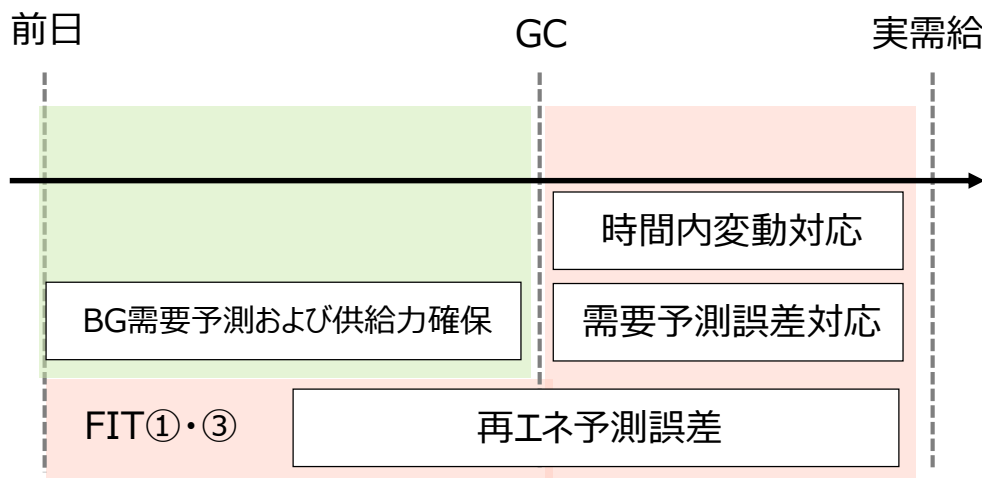 前日
GC
実需給
時間内変動対応
BG需要予測および供給力確保
需要予測誤差対応
FIT①・③
再エネ予測誤差